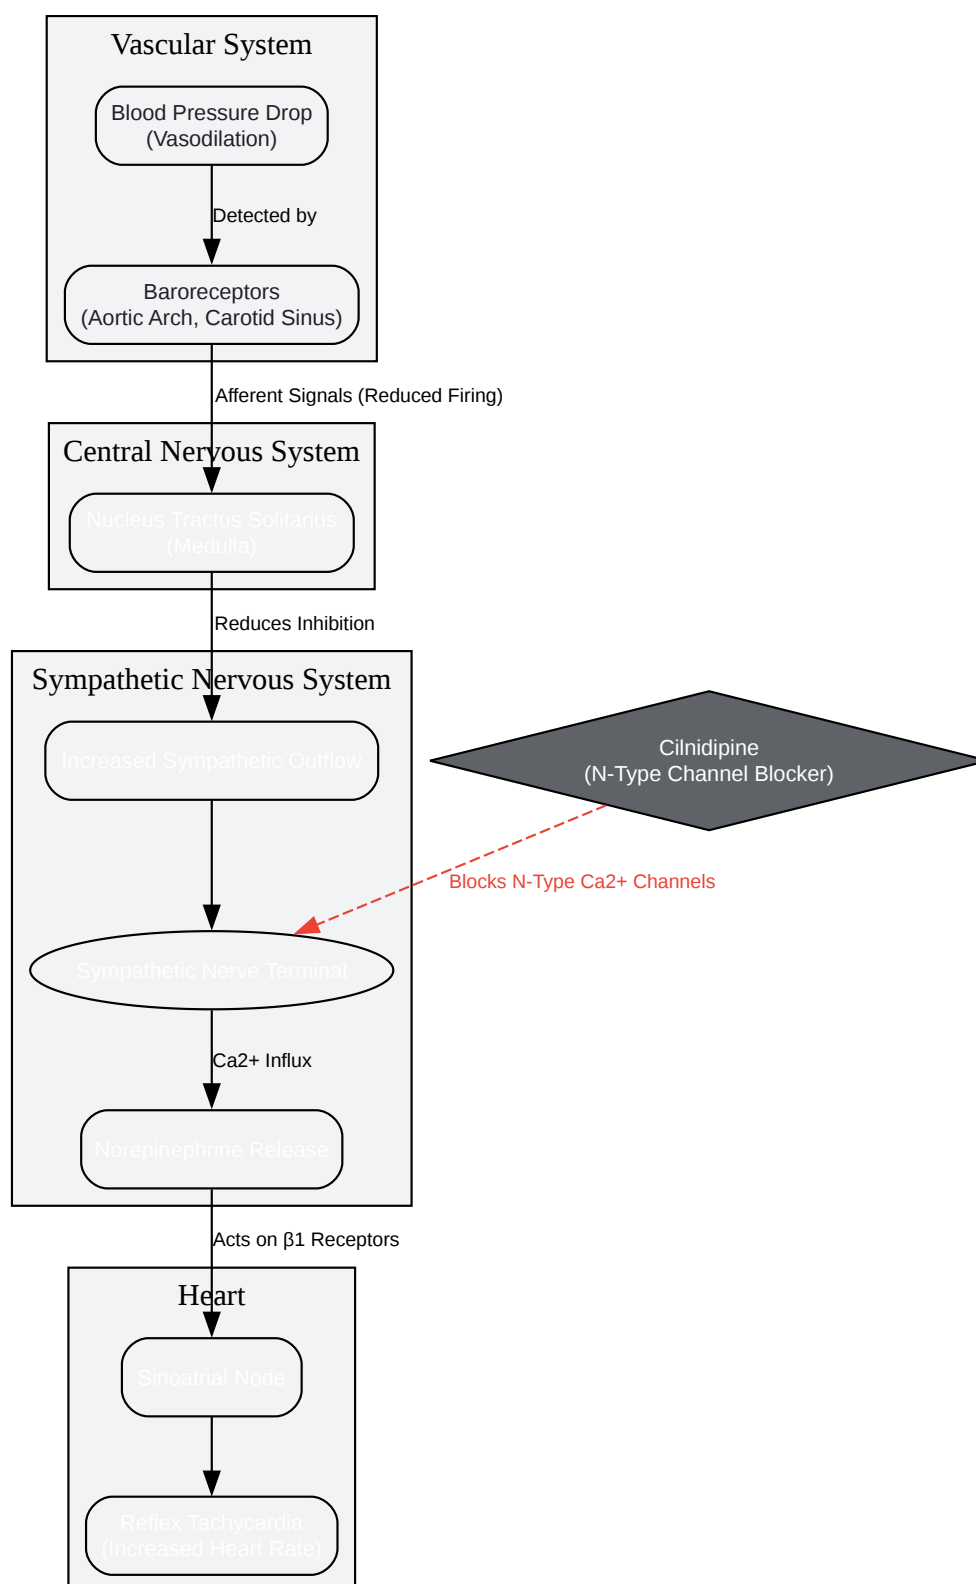 Vascular System
Blood Pressure Drop
(Vasodilation)
Detected by
Baroreceptors
(Aortic Arch, Carotid Sinus)
Afferent Signals (Reduced Firing)
Central Nervous System
Nucleus Tractus Solitarius
(Medulla)
Reduces Inhibition
Sympathetic Nervous System
Increased Sympathetic Outflow
Cilnidipine
(N-Type Channel Blocker)
Blocks N-Type Ca2+ Channels
Sympathetic Nerve Terminal
Ca2+ Influx
Norepinephrine Release
Acts on β1 Receptors
Heart
Sinoatrial Node
Reflex Tachycardia
(Increased Heart Rate)